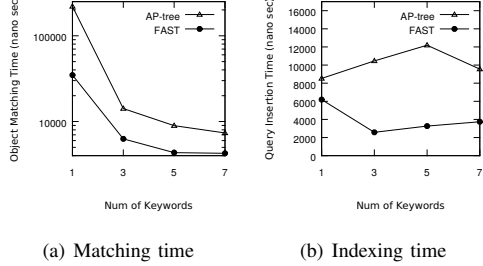 Object Matching Time (nano sec)
100000
10000
AP-tree
FAST
1 3 5 7
Num of Keywords
(a) Matching time
Query Insertion Time (nano sec)
16000
14000
12000
10000
8000
6000
4000
2000
0
AP-tree
FAST
1 3 5 7
Num of Keywords
(b) Indexing time